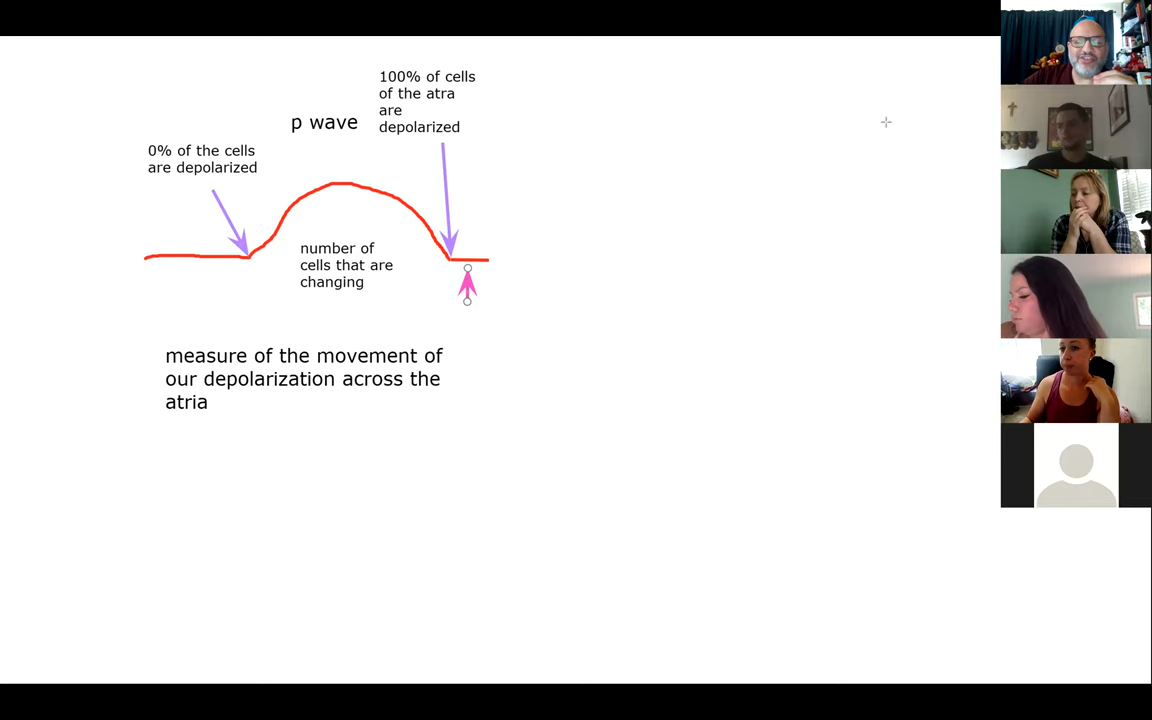 100% of cells
of the atra
are
depolarized
p wave
0% of the cells
are depolarized
number of
cells that are
changing
measure of the movement of
our depolarization across the
atria